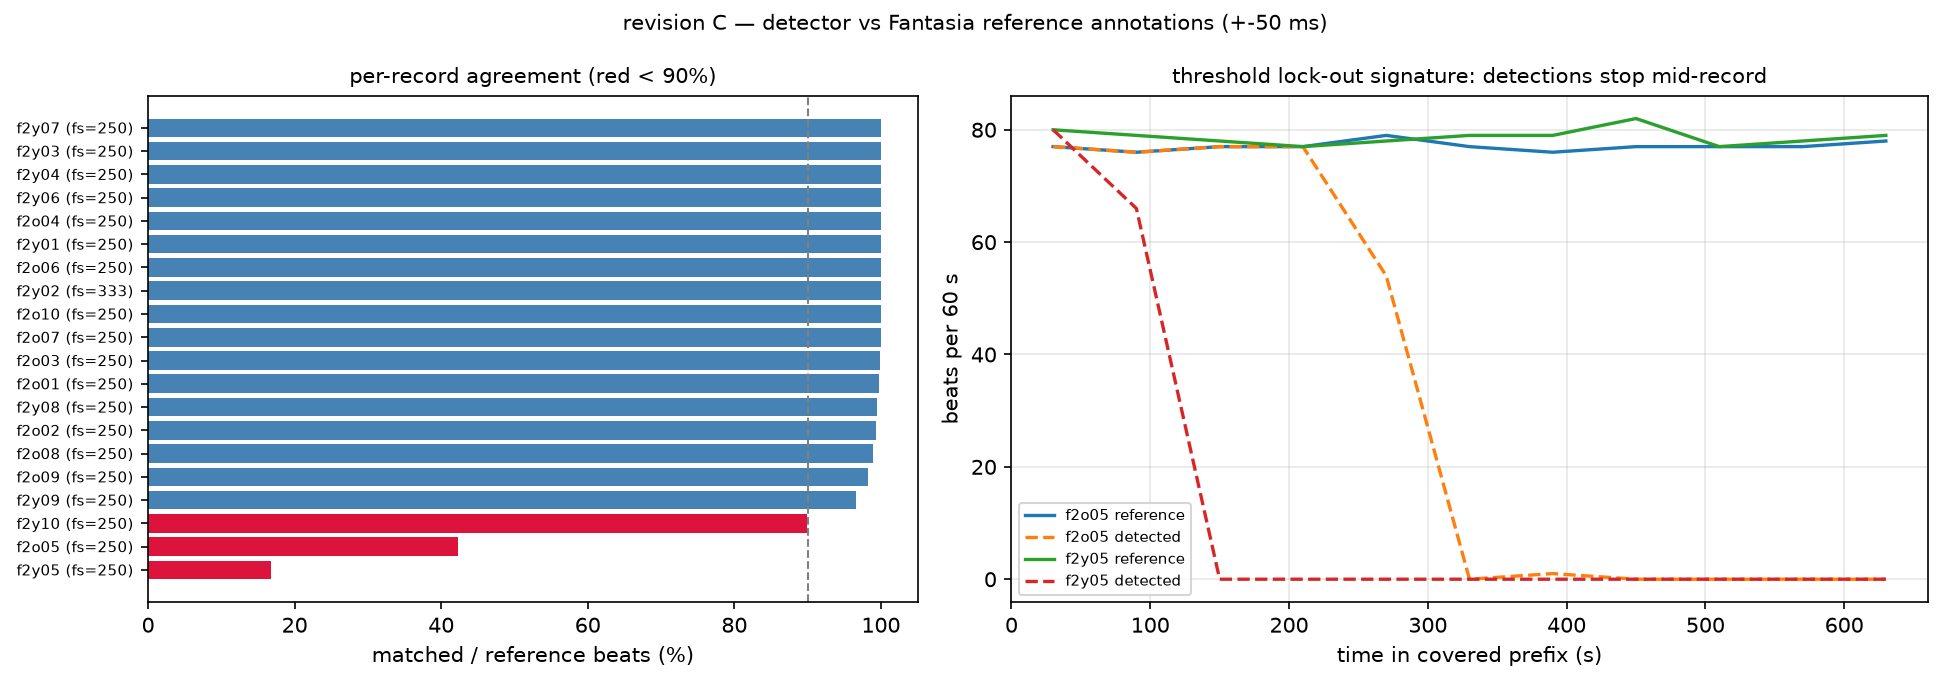 revision C — detector vs Fantasia reference annotations (+-50 ms)
per-record agreement (red < 90%)
f2y07 (fs=250)
f2y03 (fs=250)
f2y04 (fs=250)
f2y06 (fs=250)
f2o04 (fs=250)
f2y01 (fs=250)
f2o06 (fs=250)
f2y02 (fs=333)
f2o10 (fs=250)
f2o07 (fs=250)
f2o03 (fs=250)
f2o01 (fs=250)
f2y08 (fs=250)
f2o02 (fs=250)
f2o08 (fs=250)
f2o09 (fs=250)
f2y09 (fs=250)
f2y10 (fs=250)
f2o05 (fs=250)
f2y05 (fs=250)
0 20 40 60 80 100
matched / reference beats (%)
threshold lock-out signature: detections stop mid-record
beats per 60 s
80
60
40
20
0
f2o05 reference
f2o05 detected
f2y05 reference
f2y05 detected
0 100 200 300 400 500 600
time in covered prefix (s)